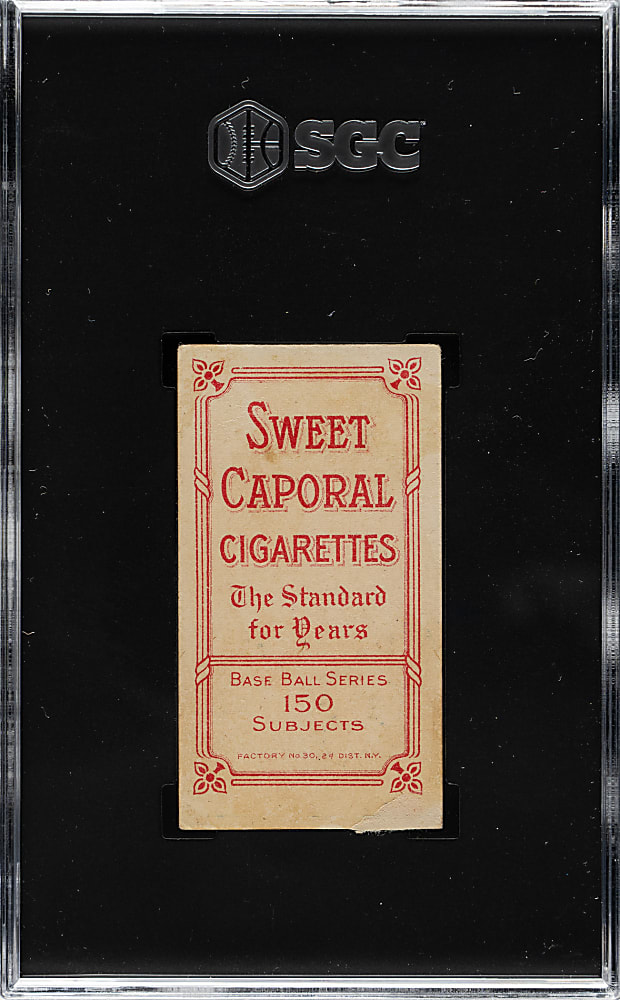 SGC
SWEET
CAPORAL
CIGARETTES
The Standard
for Years
BASE BALL SERIES
150
SUBJECTS
FACTORY No 30, 2d DIST. N.Y.